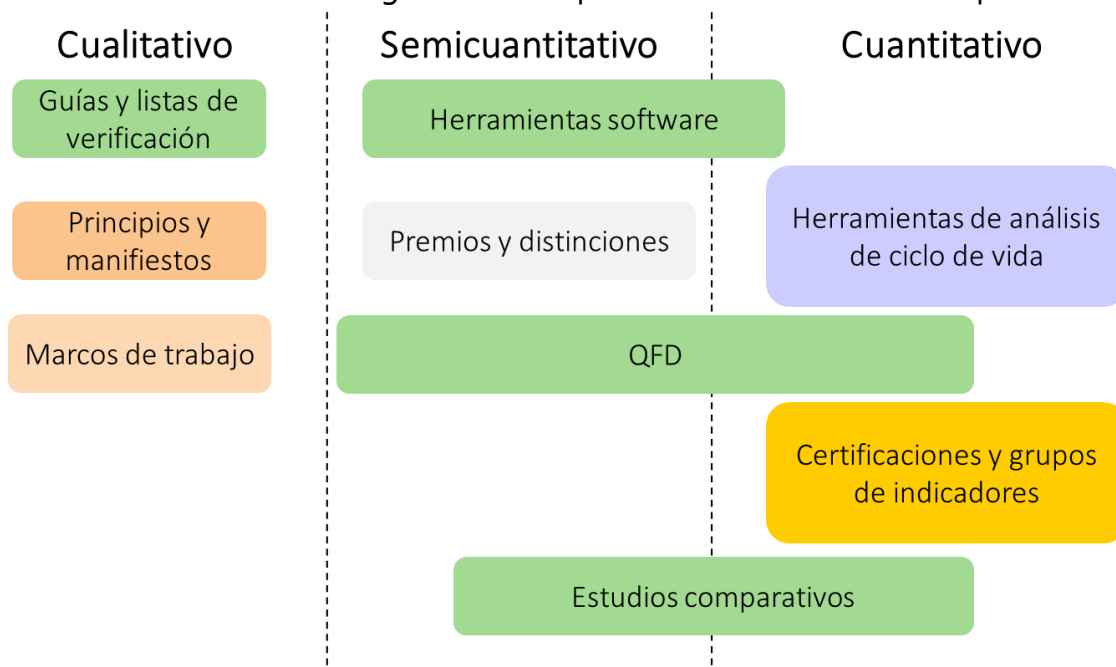 Cualitativo
Semicuantitativo
Cuantitativo
Guías y listas de
verificación
Herramientas software
Principios y
manifiestos
Premios y distinciones
Herramientas de análisis
de ciclo de vida
Marcos de trabajo
QFD
Certificaciones y grupos
de indicadores
Estudios comparativos